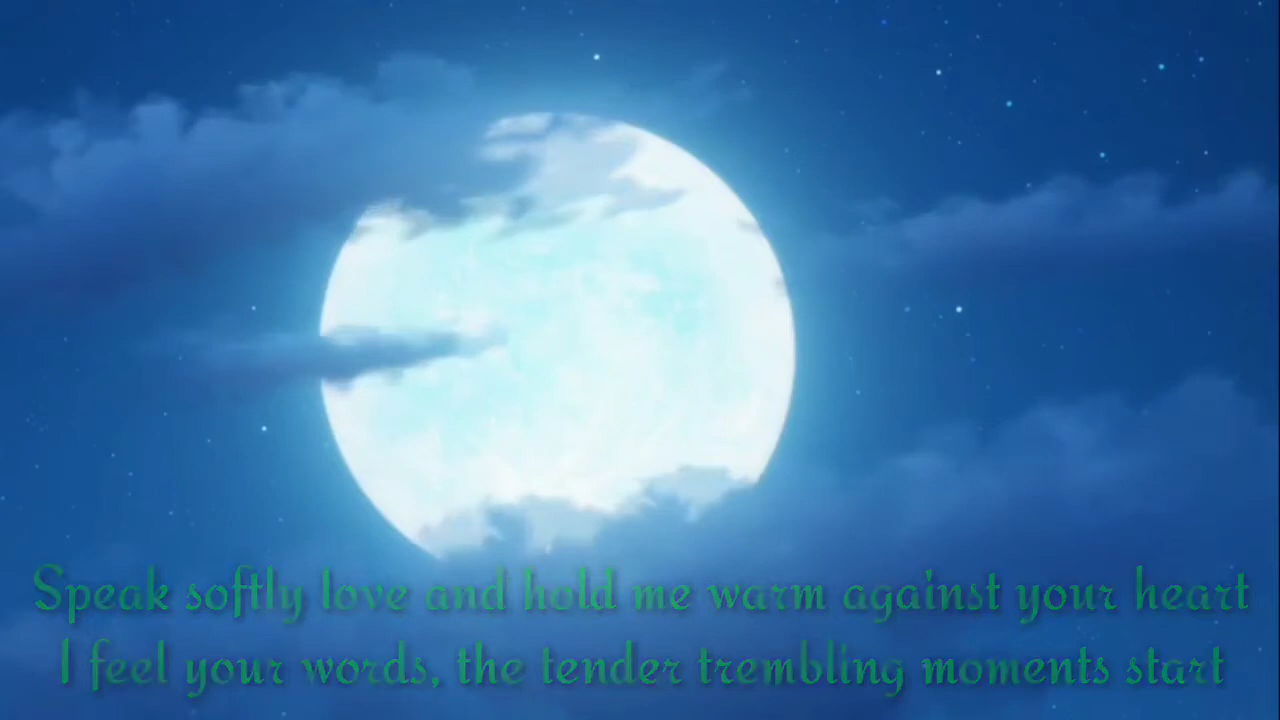 Speak softly love and hold me warm against your heart
I feel your words, the tender trembling moments start